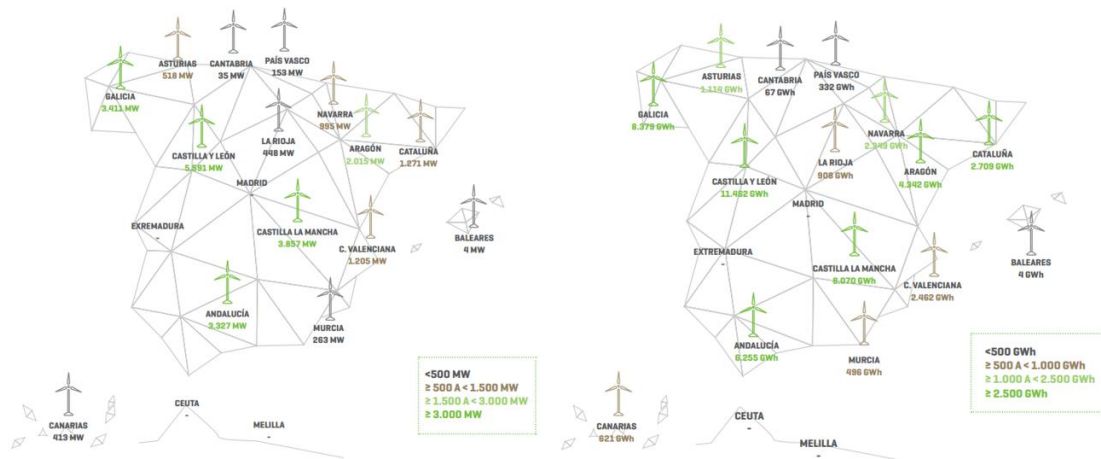 ASTURIAS
518 MW
CANTABRIA
35 MW
PAÍS VASCO
153 MW
GALICIA
3.411 MW
NAVARRA
995 MW
CASTILLA Y LEÓN
5.591 MW
LA RIOJA
448 MW
ARAGÓN
2.015 MW
CATALUÑA
1.271 MW
MADRID
-
EXTREMADURA
-
CASTILLA LA MANCHA
3.857 MW
C. VALENCIANA
1.205 MW
BALEARES
4 MW
ANDALUCÍA
3.327 MW
MURCIA
263 MW
CANARIAS
413 MW
CEUTA
-
MELILLA
-
<500 MW
≥ 500 A < 1.500 MW
≥ 1.500 A < 3.000 MW
≥ 3.000 MW
ASTURIAS
1.114 GWh
CANTABRIA
67 GWh
PAÍS VASCO
332 GWh
GALICIA
8.379 GWh
NAVARRA
2.349 GWh
CASTILLA Y LEÓN
11.462 GWh
LA RIOJA
908 GWh
ARAGÓN
4.342 GWh
CATALUÑA
2.709 GWh
MADRID
-
EXTREMADURA
-
CASTILLA LA MANCHA
8.070 GWh
C. VALENCIANA
2.462 GWh
BALEARES
4 GWh
ANDALUCÍA
6.255 GWh
MURCIA
496 GWh
CANARIAS
621 GWh
CEUTA
-
MELILLA
-
<500 GWh
≥ 500 A < 1.000 GWh
≥ 1.000 A < 2.500 GWh
≥ 2.500 GWh